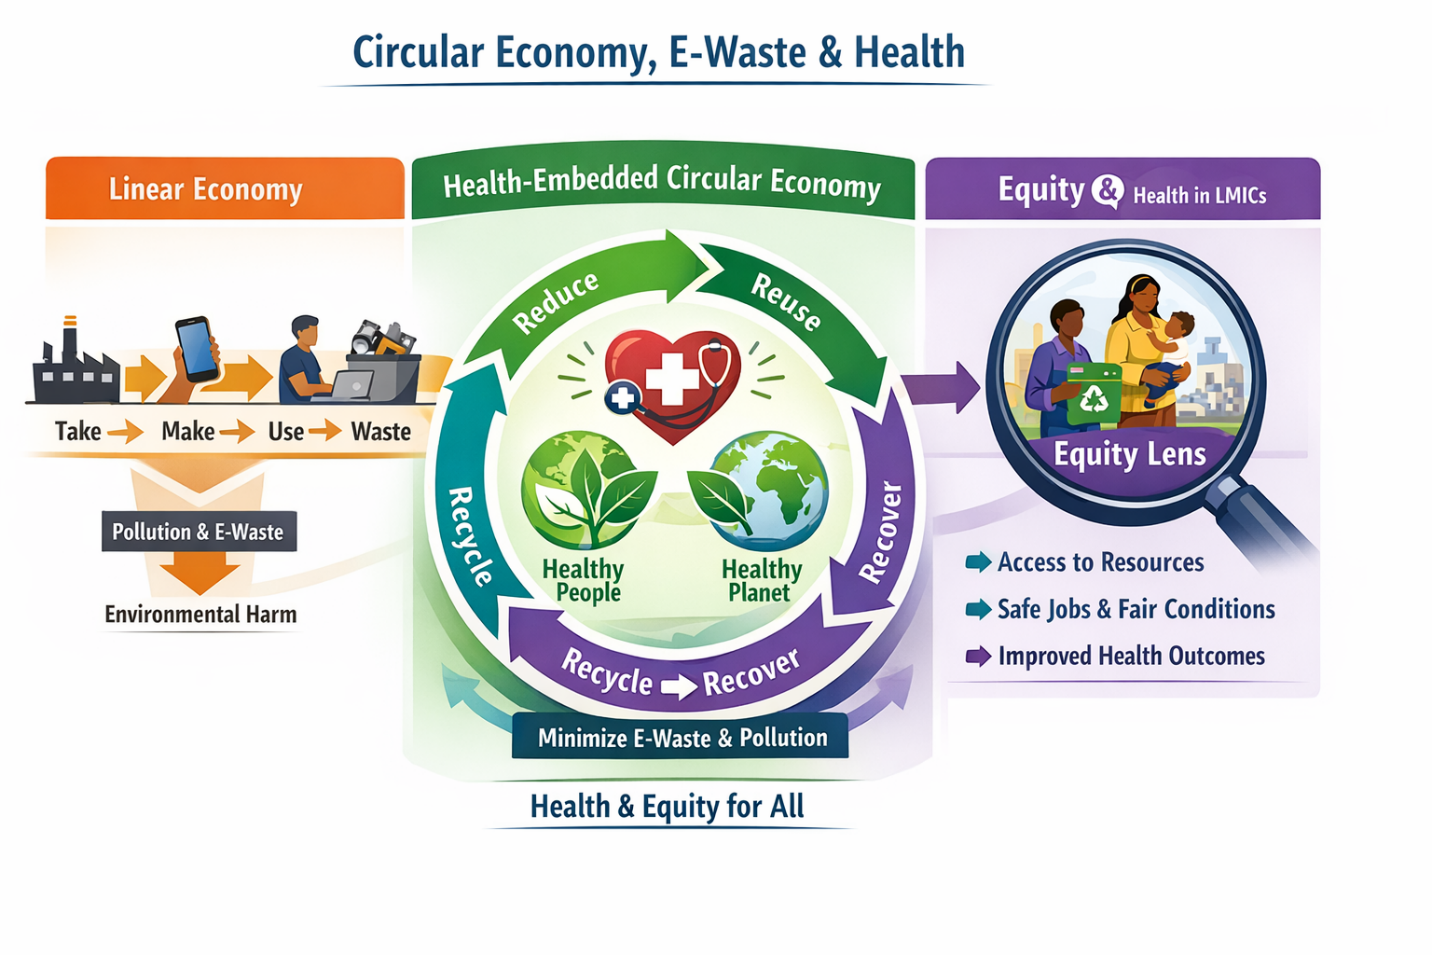 Circular Economy, E-Waste & Health
Linear Economy
Take → Make → Use → Waste
Pollution & E-Waste
Environmental Harm
Health-Embedded Circular Economy
Reduce
Reuse
Recover
Recycle → Recover
Recycle
Healthy
People
Healthy
Planet
Minimize E-Waste & Pollution
Health & Equity for All
Equity & Health in LMICs
Equity Lens
Access to Resources
Safe Jobs & Fair Conditions
Improved Health Outcomes